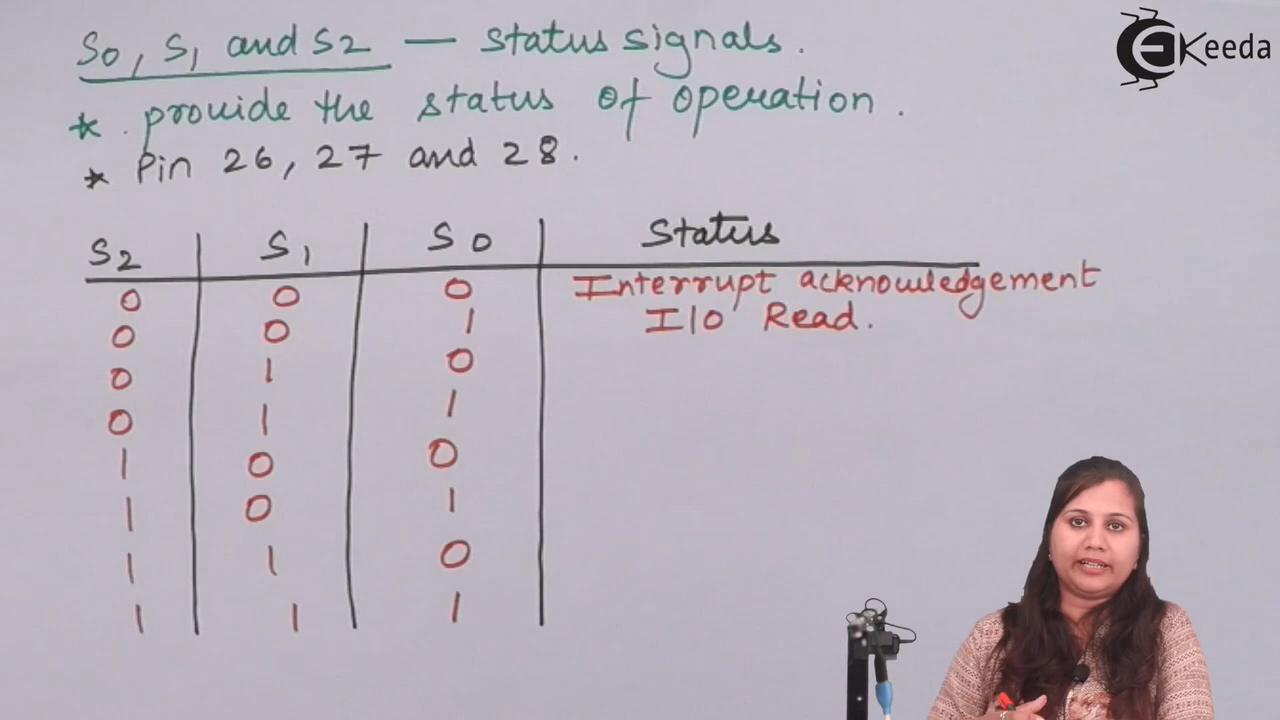 S0, S1 and S2 — status signals.
Keeda
* . provide the status of operation.
* Pin 26, 27 and 28.
S2 S1 S0 Status
0 0 0 Interrupt acknowledgement
0 0 1 I/O Read.
0 1 0
0 1 1
1 0 0
1 0 1
1 1 0
1 1 1